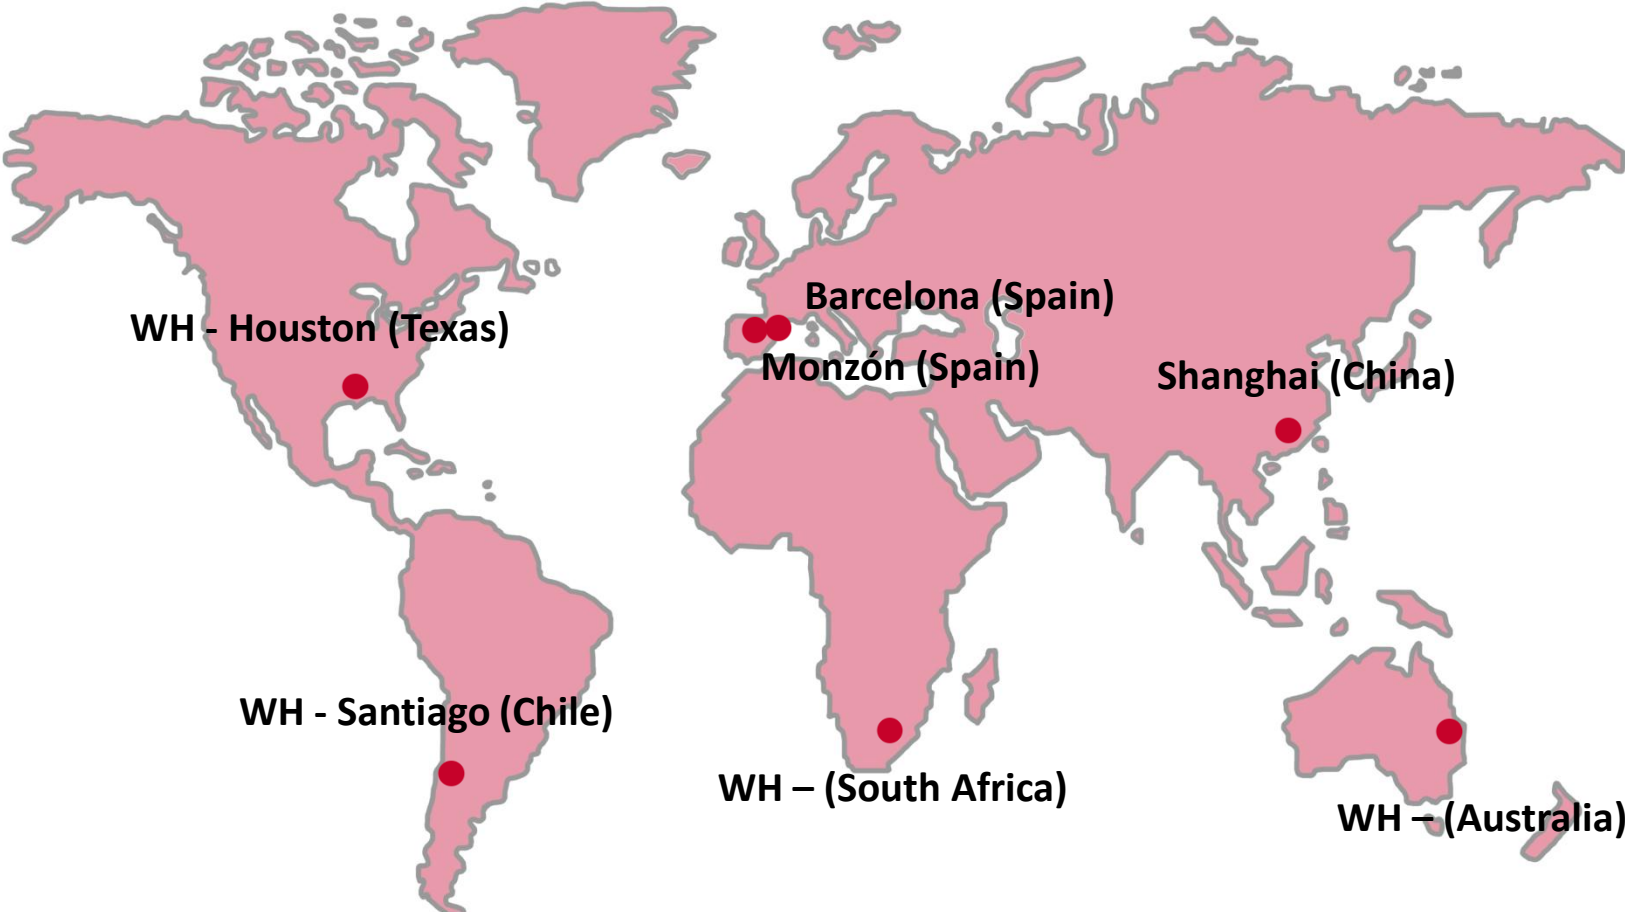 Barcelona (Spain)
WH - Houston (Texas)
Monzón (Spain)
Shanghai (China)
WH - Santiago (Chile)
WH – (South Africa)
WH – (Australia)